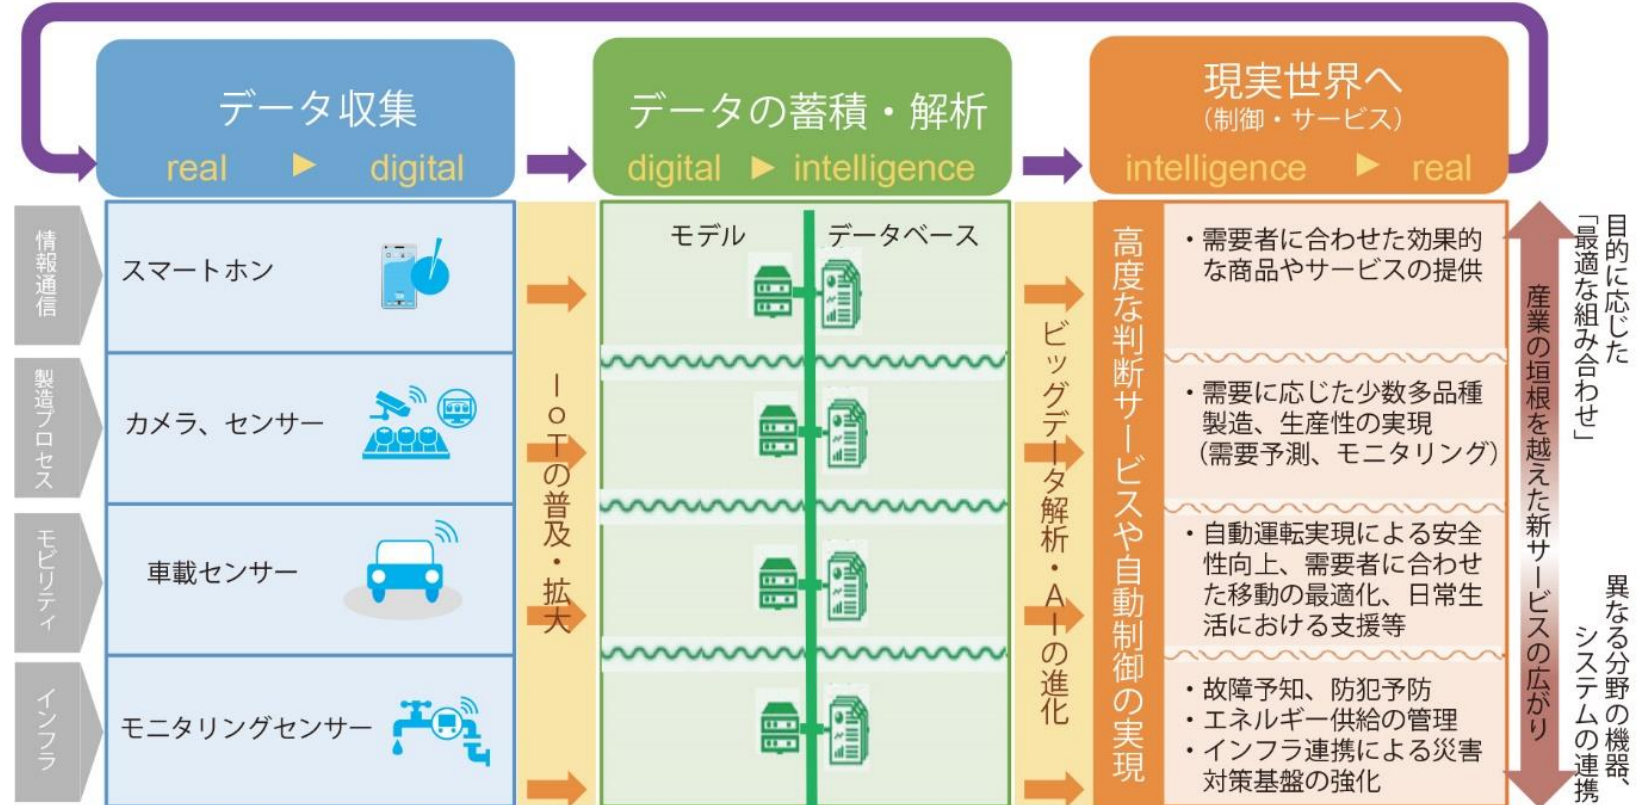 データ収集
real ▶ digital
データの蓄積・解析
digital ▶ intelligence
現実世界へ
(制御・サービス)
intelligence ▶ real
情報通信
スマートホン
製造プロセス
カメラ、センサー
モビリティ
車載センサー
インフラ
モニタリングセンサー
IoTの普及・拡大
モデル
データベース
ビッグデータ解析・AIの進化
高度な判断サービスや自動制御の実現
・需要者に合わせた効果的
な商品やサービスの提供
・需要に応じた少数多品種
製造、生産性の実現
(需要予測、モニタリング)
・自動運転実現による安全
性向上、需要者に合わせ
た移動の最適化、日常生
活における支援等
・故障予知、防犯予防
・エネルギー供給の管理
・インフラ連携による災害
対策基盤の強化
産業の垣根を越えた新サービスの広がり
目的に応じた
「最適な組み合わせ」
異なる分野の機器、
システムの連携